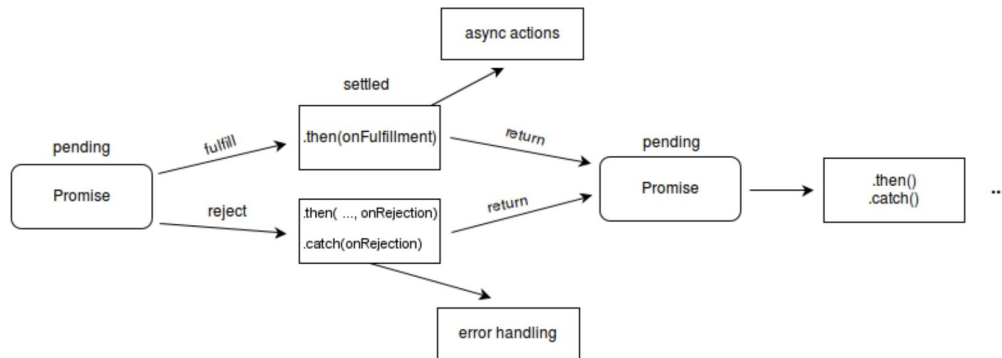 async actions
settled
.then(onFulfillment)
fulfill
return
pending
Promise
pending
Promise
.then()
.catch()
...
reject
.then( ..., onRejection)
.catch(onRejection)
return
error handling